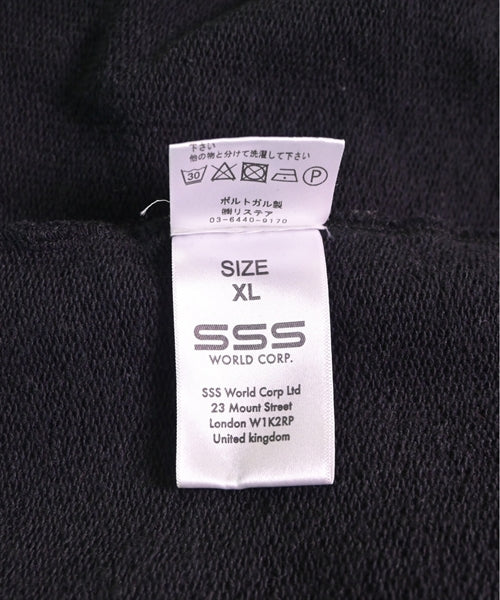 下さい
他の物と分けて洗濯して下さい
30 P
ポルトガル製
㈱リステア
03-6440-9170
SIZE
XL
SSS
WORLD CORP.
SSS World Corp Ltd
23 Mount Street
London W1K2RP
United kingdom